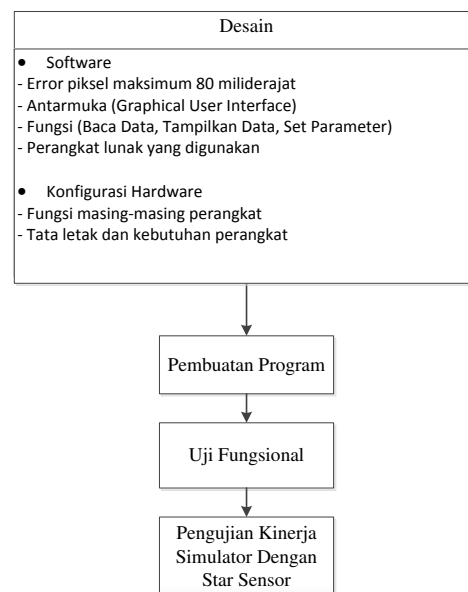 Desain
• Software
- Error piksel maksimum 80 miliderajat
- Antarmuka (Graphical User Interface)
- Fungsi (Baca Data, Tampilkan Data, Set Parameter)
- Perangkat lunak yang digunakan
• Konfigurasi Hardware
- Fungsi masing-masing perangkat
- Tata letak dan kebutuhan perangkat
Pembuatan Program
Uji Fungsional
Pengujian Kinerja
Simulator Dengan
Star Sensor